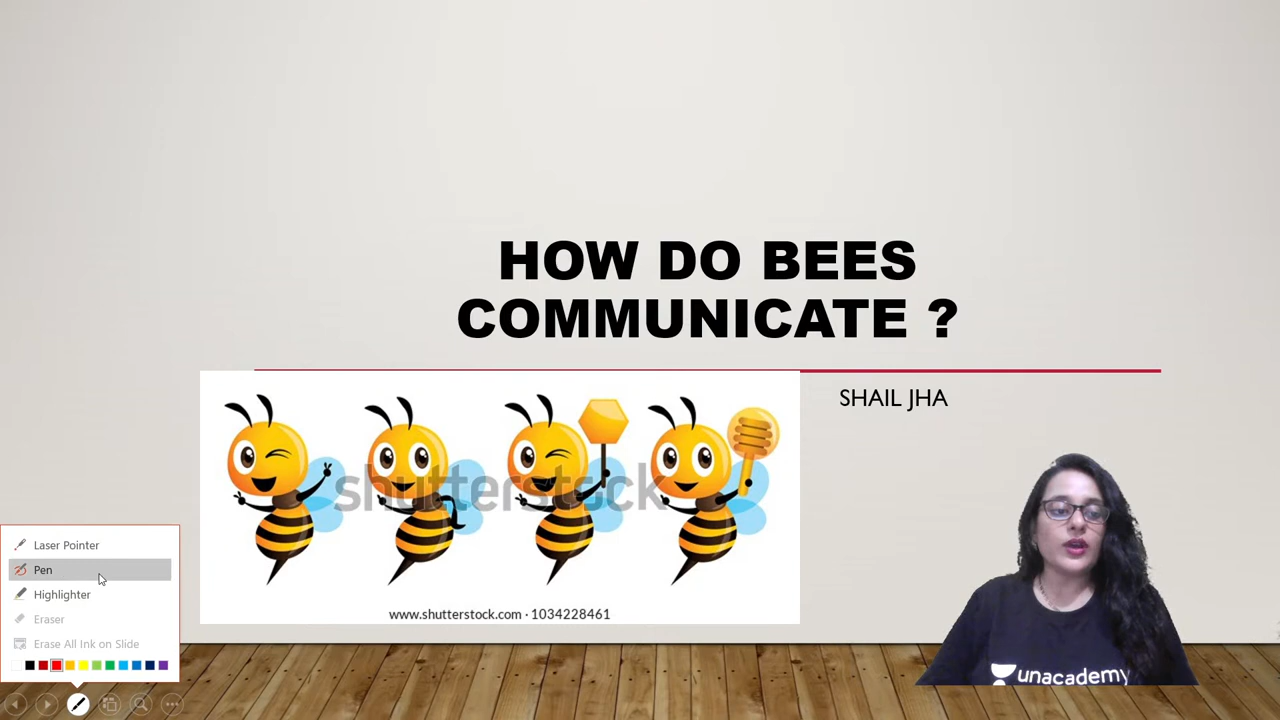 HOW DO BEES
COMMUNICATE ?
SHAIL JHA
shutterstock
www.shutterstock.com · 1034228461
Laser Pointer
Pen
Highlighter
Eraser
Erase All Ink on Slide
unacademy